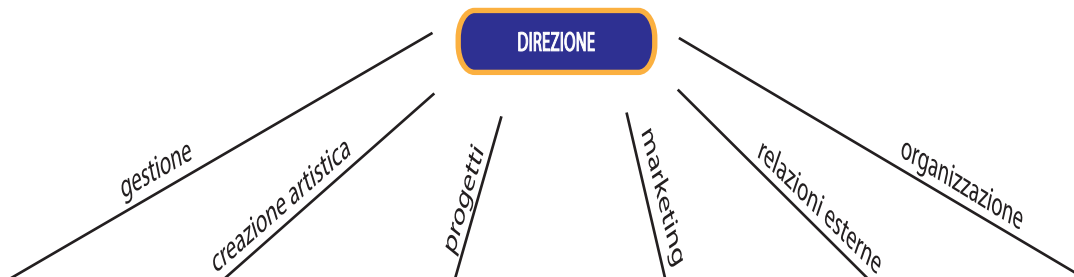 DIREZIONE
gestione
creazione artistica
progetti
marketing
relazioni esterne
organizzazione